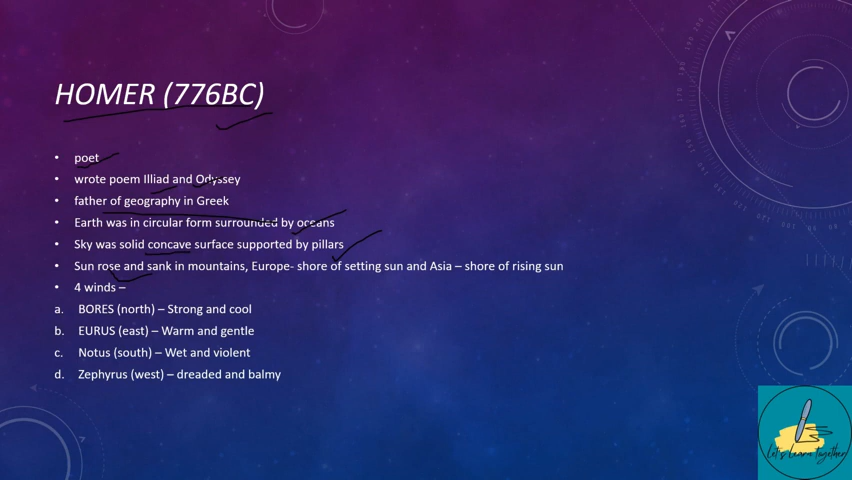 HOMER (776BC)
• poet
• wrote poem Illiad and Odyssey
• father of geography in Greek
• Earth was in circular form surrounded by oceans
• Sky was solid concave surface supported by pillars
• Sun rose and sank in mountains, Europe- shore of setting sun and Asia – shore of rising sun
• 4 winds –
a. BORES (north) – Strong and cool
b. EURUS (east) – Warm and gentle
c. Notus (south) – Wet and violent
d. Zephyrus (west) – dreaded and balmy
Let's learn together